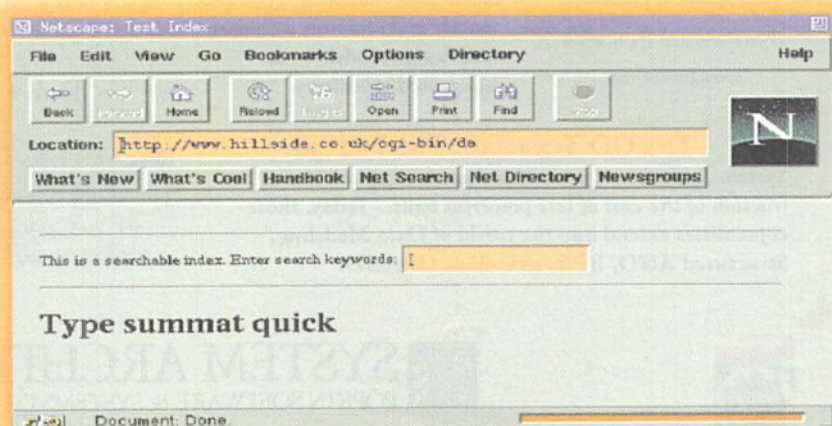 Netscape: Test Index
File Edit View Go Bookmarks Options Directory Help
Back Forward Home Reload Images Open Print Find Stop
N
Location: http://www.hillside.co.uk/cgi-bin/da
What's New What's Cool Handbook Net Search Net Directory Newsgroups
This is a searchable index. Enter search keywords:
Type summat quick
Document: Done.